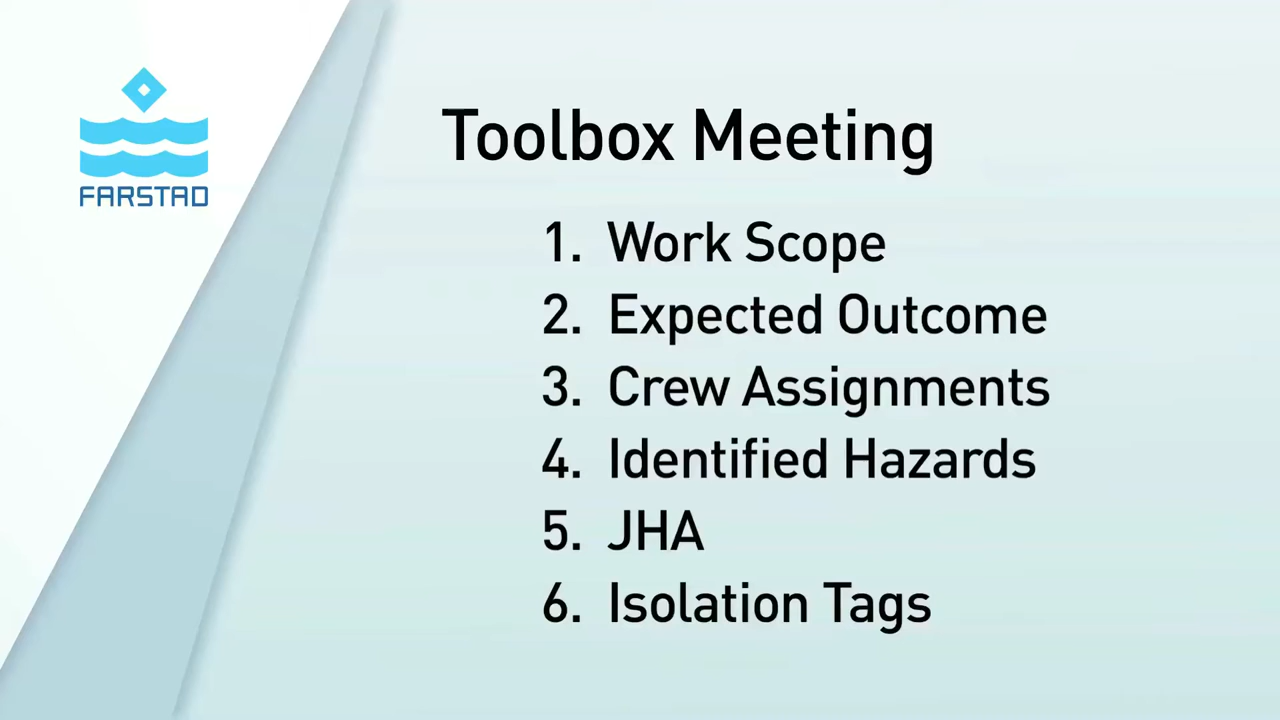 FARSTAD
Toolbox Meeting
1. Work Scope
2. Expected Outcome
3. Crew Assignments
4. Identified Hazards
5. JHA
6. Isolation Tags